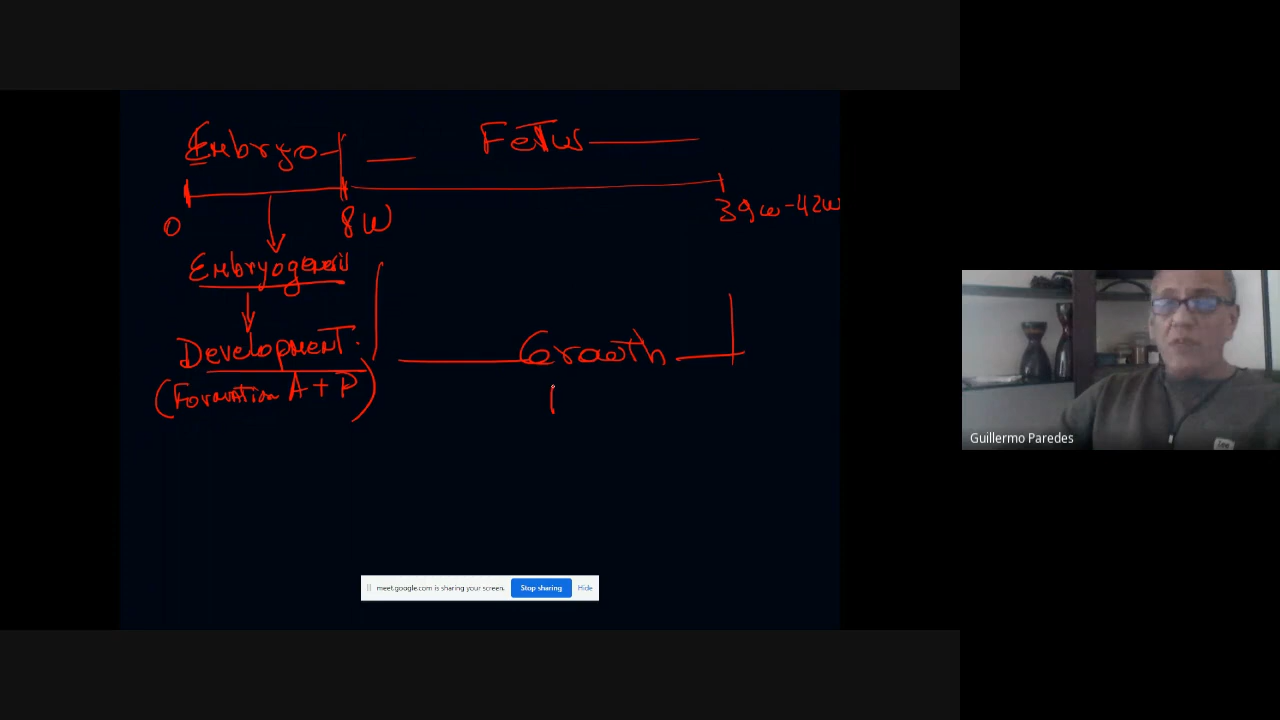 Embryo
Fetus
0
8 W
39w - 42w
Embryogenesis
Development.
Growth
(Formation A + P)
Guillermo Paredes
meet.google.com is sharing your screen.
Stop sharing
Hide